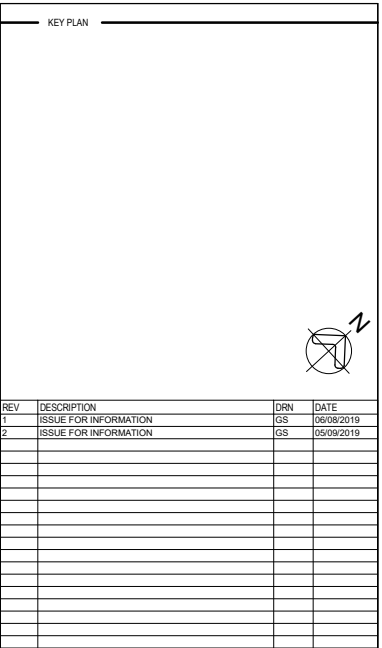 KEY PLAN
N
REV DESCRIPTION DRN DATE
1 ISSUE FOR INFORMATION GS 06/08/2019
2 ISSUE FOR INFORMATION GS 05/09/2019